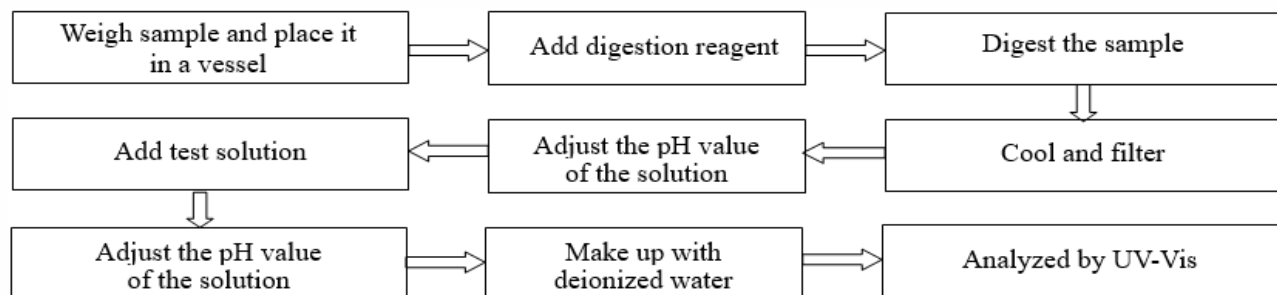 Weigh sample and place it
in a vessel
Add digestion reagent
Digest the sample
Cool and filter
Adjust the pH value
of the solution
Add test solution
Adjust the pH value
of the solution
Make up with
deionized water
Analyzed by UV-Vis